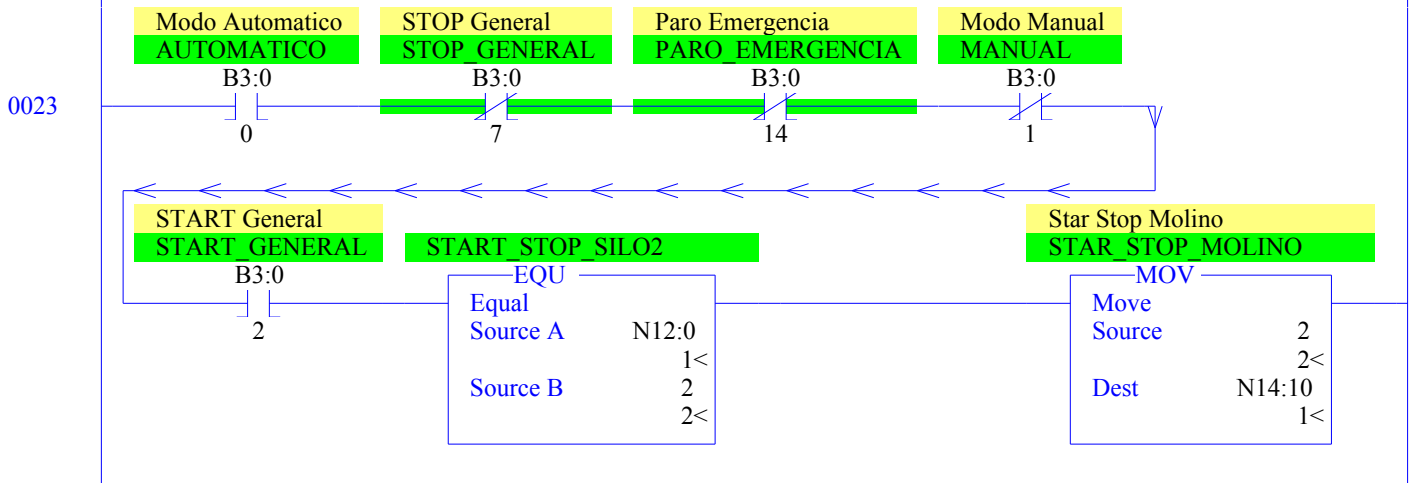 Modo Automatico STOP General Paro Emergencia Modo Manual
AUTOMATICO STOP_GENERAL PARO_EMERGENCIA MANUAL
B3:0 B3:0 B3:0 B3:0
0023
0 7 14 1
START General Star Stop Molino
START_GENERAL START_STOP_SILO2 STAR_STOP_MOLINO
B3:0 EQU MOV
Equal Move
2 Source A N12:0 Source 2
1< 2<
Source B 2 Dest N14:10
2< 1<